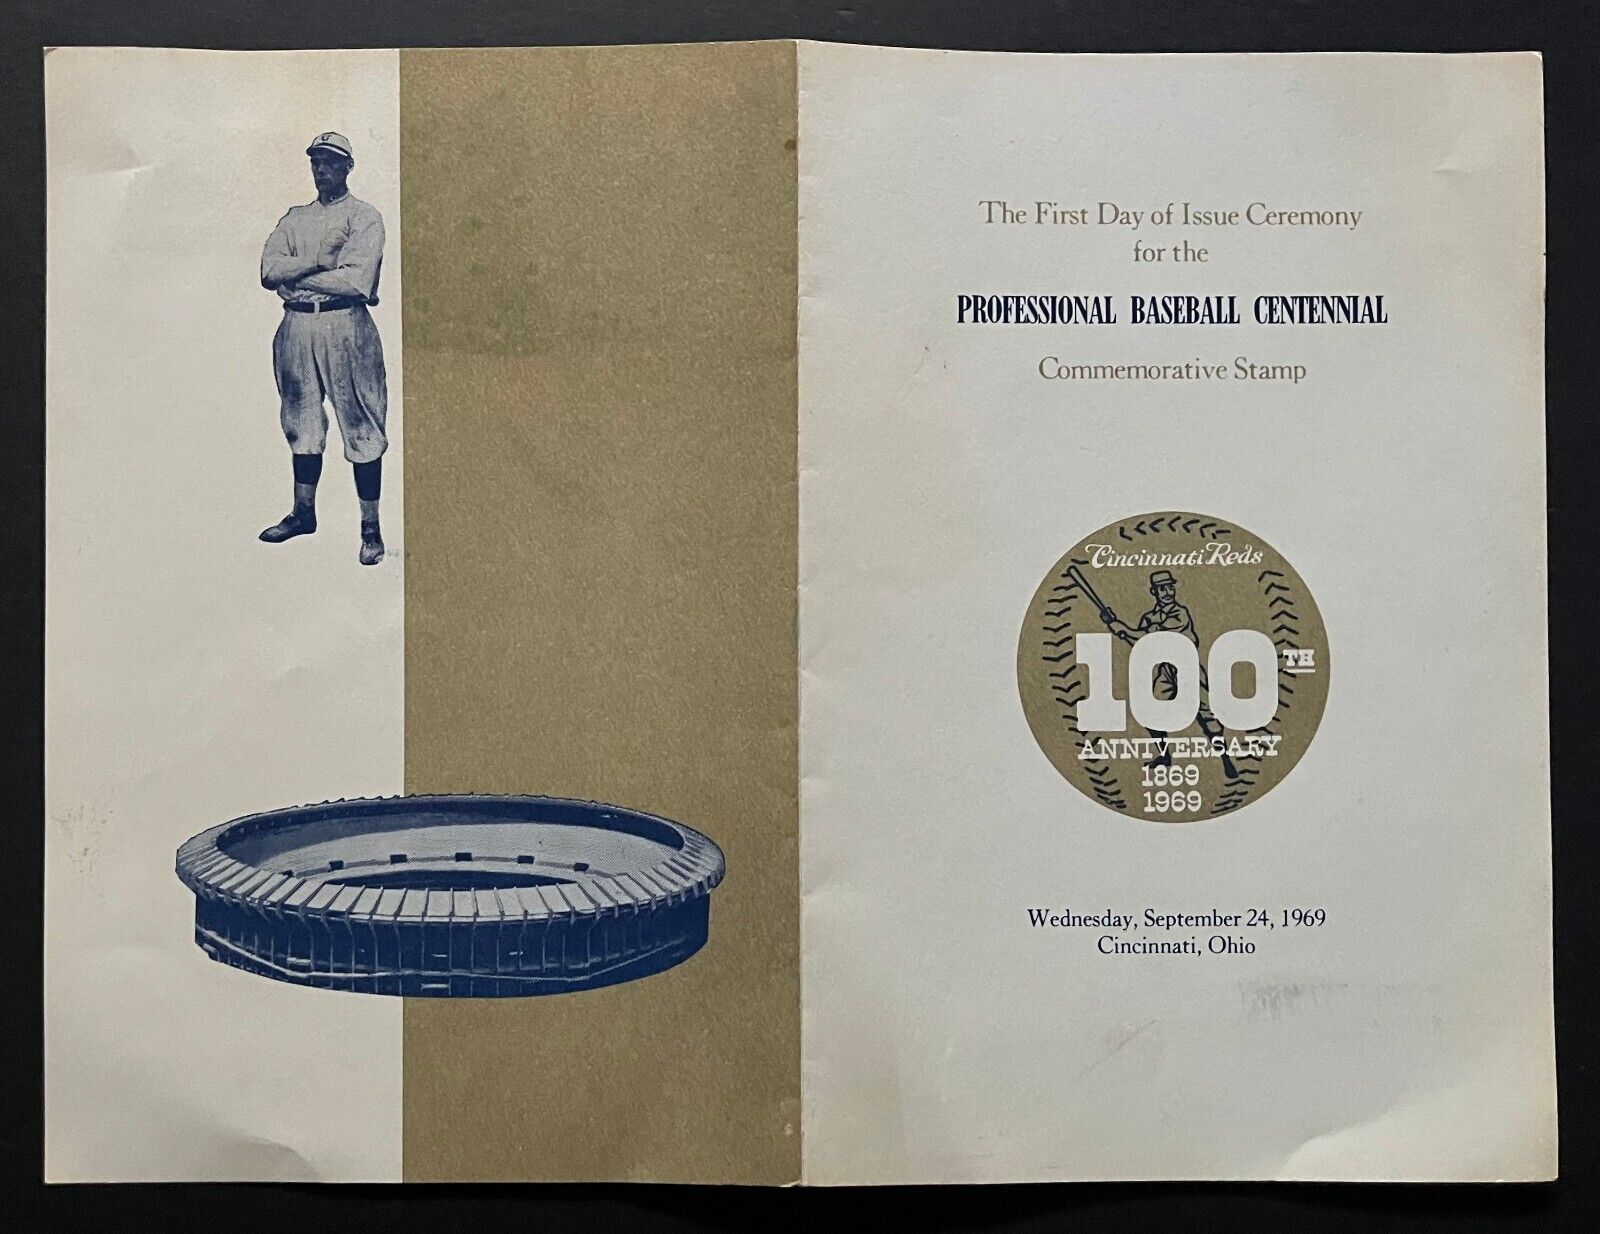 The First Day of Issue Ceremony
for the
PROFESSIONAL BASEBALL CENTENNIAL
Commemorative Stamp
Cincinnati Reds
100TH
ANNIVERSARY
1869
1969
Wednesday, September 24, 1969
Cincinnati, Ohio